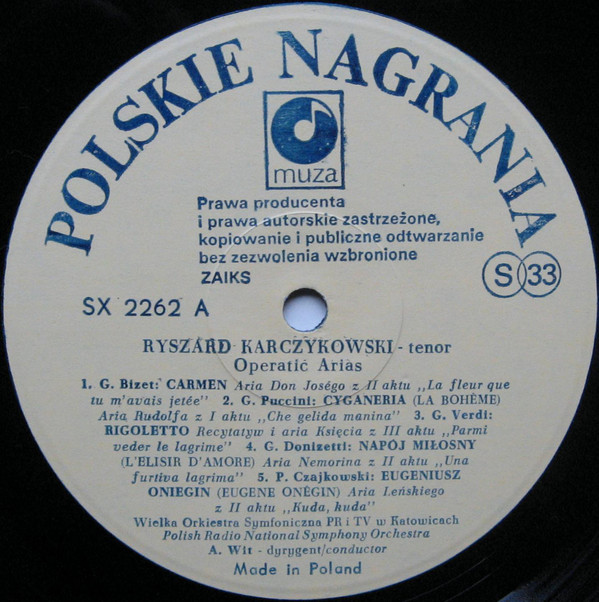 POLSKIE NAGRANIA
muza
Prawa producenta
i prawa autorskie zastrzeżone,
kopiowanie i publiczne odtwarzanie
bez zezwolenia wzbronione
ZAIKS
S 33
SX 2262 A
RYSZARD KARCZYKOWSKI - tenor
Operatić Arias
1. G. Bizet: CARMEN Aria Don Joségo z II aktu „La fleur que
tu m'avais jetée" 2. G. Puccini: CYGANERIA (LA BOHÈME)
Aria Rudolfa z I aktu „Che gelida manina" 3. G. Verdi:
RIGOLETTO Recytatyw i aria Księcia z III aktu „Parmi
veder le lagrime" 4. G. Donizetti: NAPÓJ MIŁOSNY
(L'ELISIR D'AMORE) Aria Nemorina z II aktu „Una
furtiva lagrima" 5. P. Czajkowski: EUGENIUSZ
ONIEGIN (EUGENE ONÉGIN) Aria Leńskiego
z II aktu „Kuda, kuda"
Wielka Orkiestra Symfoniczna PR i TV w Katowicach
Polish Radio National Symphony Orchestra
A. Wit - dyrygent/conductor
Made in Poland